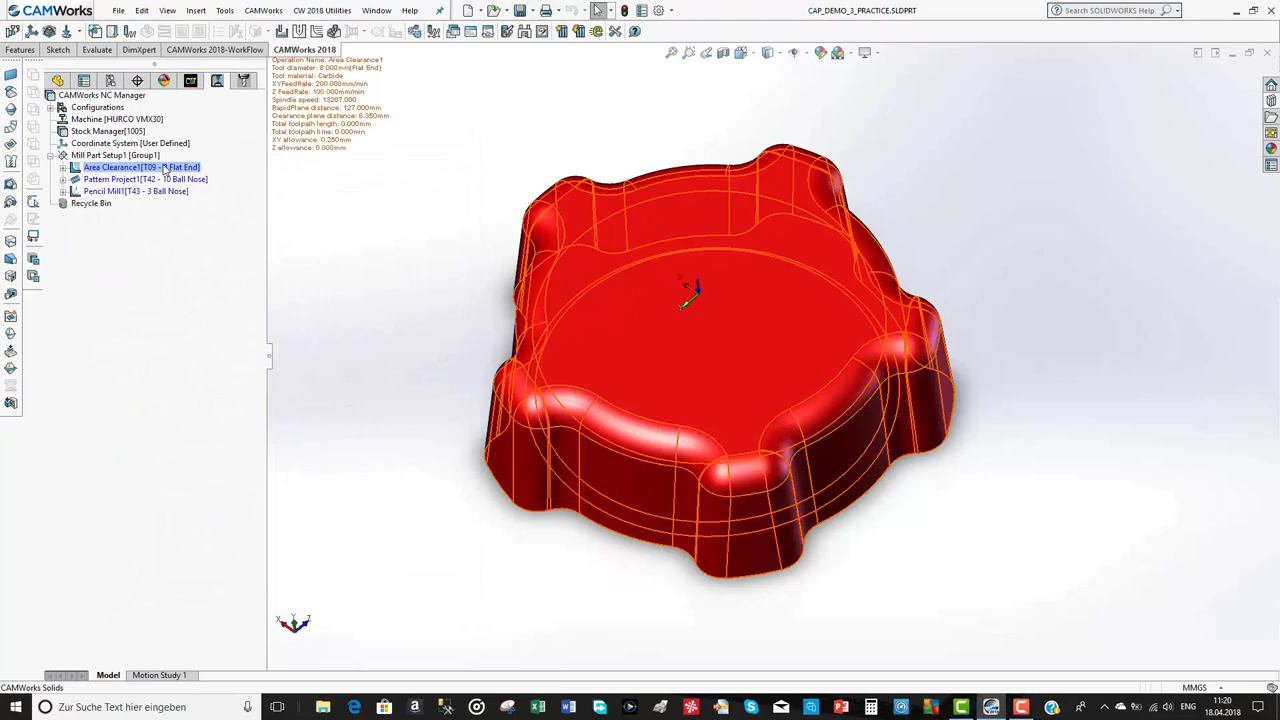 CAMWORKS
File
Edit
View
Insert
Tools
CAMWorks
CW 2018 Utilities
Window
Help
CAP_DEMO_3_PRACTICE.SLDPRT
Search SOLIDWORKS Help
Features
Sketch
Evaluate
DimXpert
CAMWorks 2018-WorkFlow
CAMWorks 2018
Operation Name: Area Clearance1
Tool diameter: 8.000mm(Flat End)
Tool material: Carbide
XYFeedRate: 200.000mm/min
Z FeedRate: 100.000mm/min
Spindle speed: 13207.000
RapidPlane distance: 127.000mm
Clearance plane distance: 6.350mm
Total toolpath length: 0.000mm
Total toolpath time: 0.000min
XY allowance: 0.250mm
Z allowance: 0.000mm
CAMWorks NC Manager
Configurations
Machine [HURCO VMX30]
Stock Manager[1005]
Coordinate System [User Defined]
Mill Part Setup1 [Group1]
Area Clearance1[T09 - Flat End]
Pattern Project1[T42 - 10 Ball Nose]
Pencil Mill1[T43 - 3 Ball Nose]
Recycle Bin
X
Y
Z
Model
Motion Study 1
CAMWorks Solids
MMGS
Zur Suche Text hier eingeben
ENG
11:20
18.04.2018